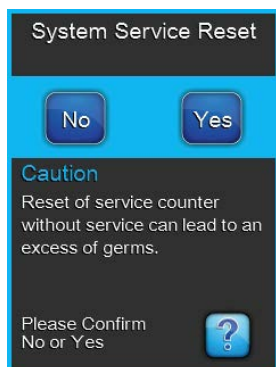 System Service Reset
No Yes
Caution
Reset of service counter
without service can lead to an
excess of germs.
Please Confirm
No or Yes
?